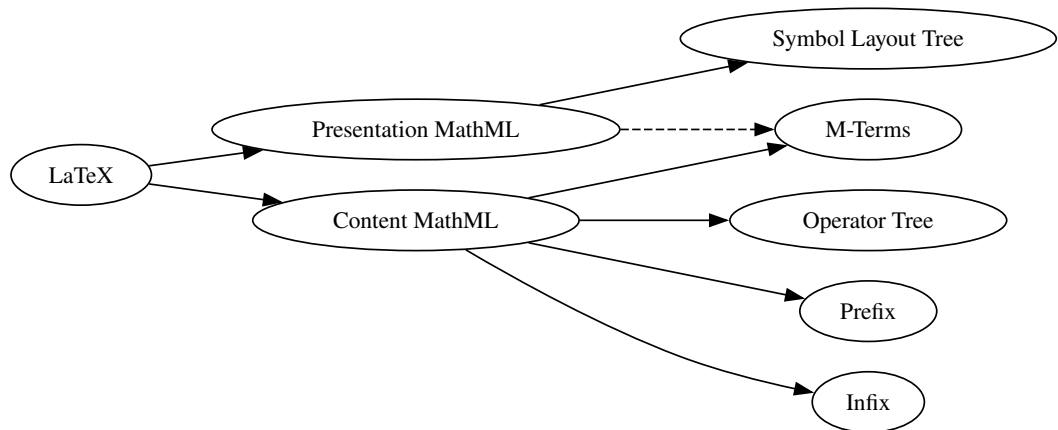 Symbol Layout Tree
Presentation MathML
M-Terms
LaTeX
Content MathML
Operator Tree
Prefix
Infix